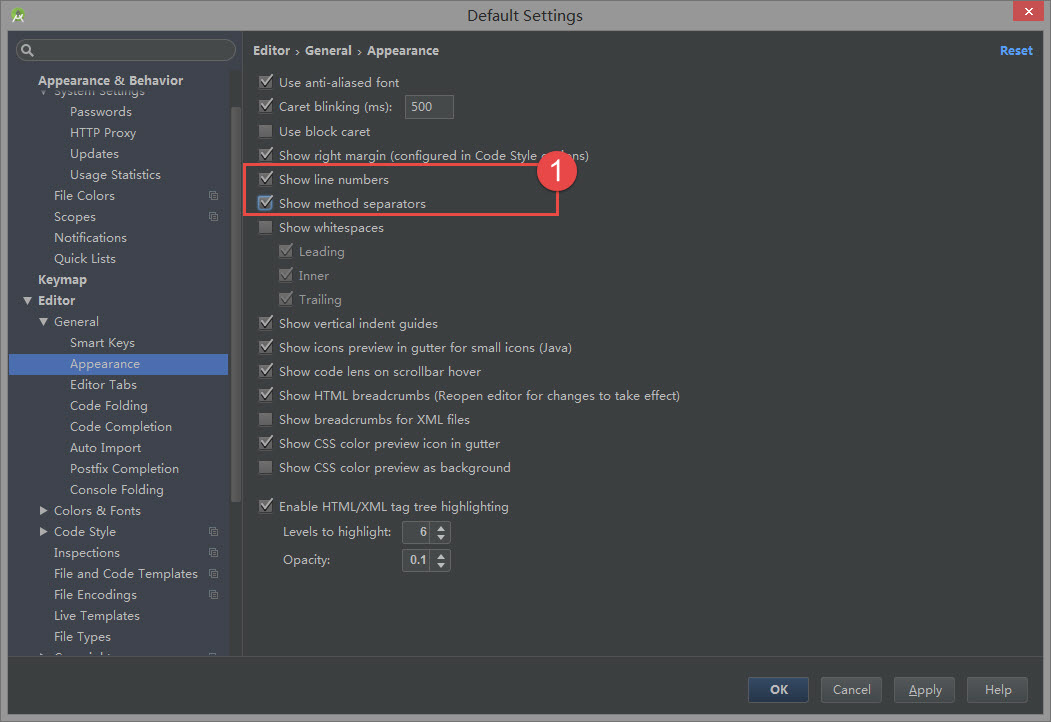 Default Settings
Appearance & Behavior
System Settings
Passwords
HTTP Proxy
Updates
Usage Statistics
File Colors
Scopes
Notifications
Quick Lists
Keymap
Editor
General
Smart Keys
Appearance
Editor Tabs
Code Folding
Code Completion
Auto Import
Postfix Completion
Console Folding
Colors & Fonts
Code Style
Inspections
File and Code Templates
File Encodings
Live Templates
File Types
Editor › General › Appearance
Reset
Use anti-aliased font
Caret blinking (ms): 500
Use block caret
Show right margin (configured in Code Style
1
Show line numbers
Show method separators
Show whitespaces
Leading
Inner
Trailing
Show vertical indent guides
Show icons preview in gutter for small icons (Java)
Show code lens on scrollbar hover
Show HTML breadcrumbs (Reopen editor for changes to take effect)
Show breadcrumbs for XML files
Show CSS color preview icon in gutter
Show CSS color preview as background
Enable HTML/XML tag tree highlighting
Levels to highlight: 6
Opacity: 0.1
OK
Cancel
Apply
Help